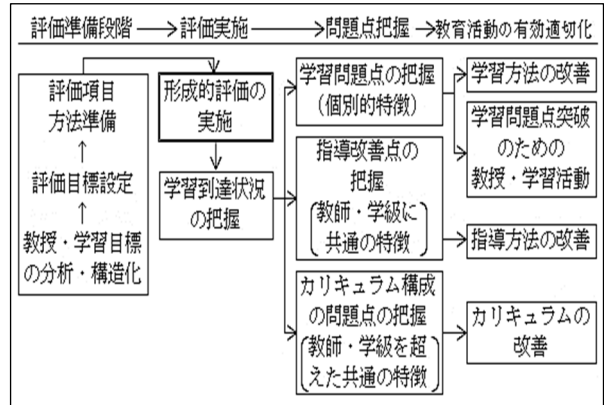 評価準備段階→評価実施→問題点把握→教育活動の有効適切化
評価項目
方法準備
↑
評価目標設定
↑
教授・学習目標
の分析・構造化
形成的評価の
実施
学習到達状況
の把握
学習問題点の把握
(個別的特徴)
指導改善点の
把握
(教師・学級に
共通の特徴)
カリキュラム構成
の問題点の把握
(教師・学級を超
えた共通の特徴)
学習方法の改善
学習問題点突破
のための
教授・学習活動
指導方法の改善
カリキュラムの
改善